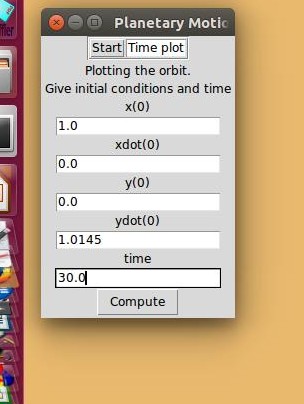 Planetary Motio
Start Time plot
Plotting the orbit.
Give initial conditions and time
x(0)
1.0
xdot(0)
0.0
y(0)
0.0
ydot(0)
1.0145
time
30.0
Compute